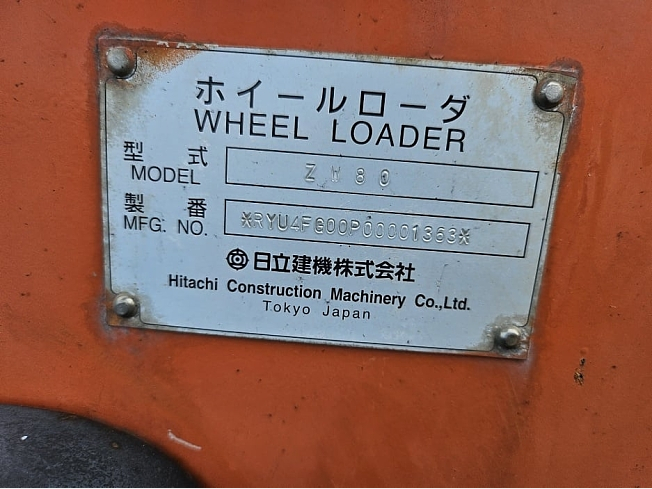 ホイールローダ
WHEEL LOADER
型式
MODEL
ZW80
製番
MFG. NO.
*RYU4FG00P00001363*
日立建機株式会社
Hitachi Construction Machinery Co.,Ltd.
Tokyo Japan